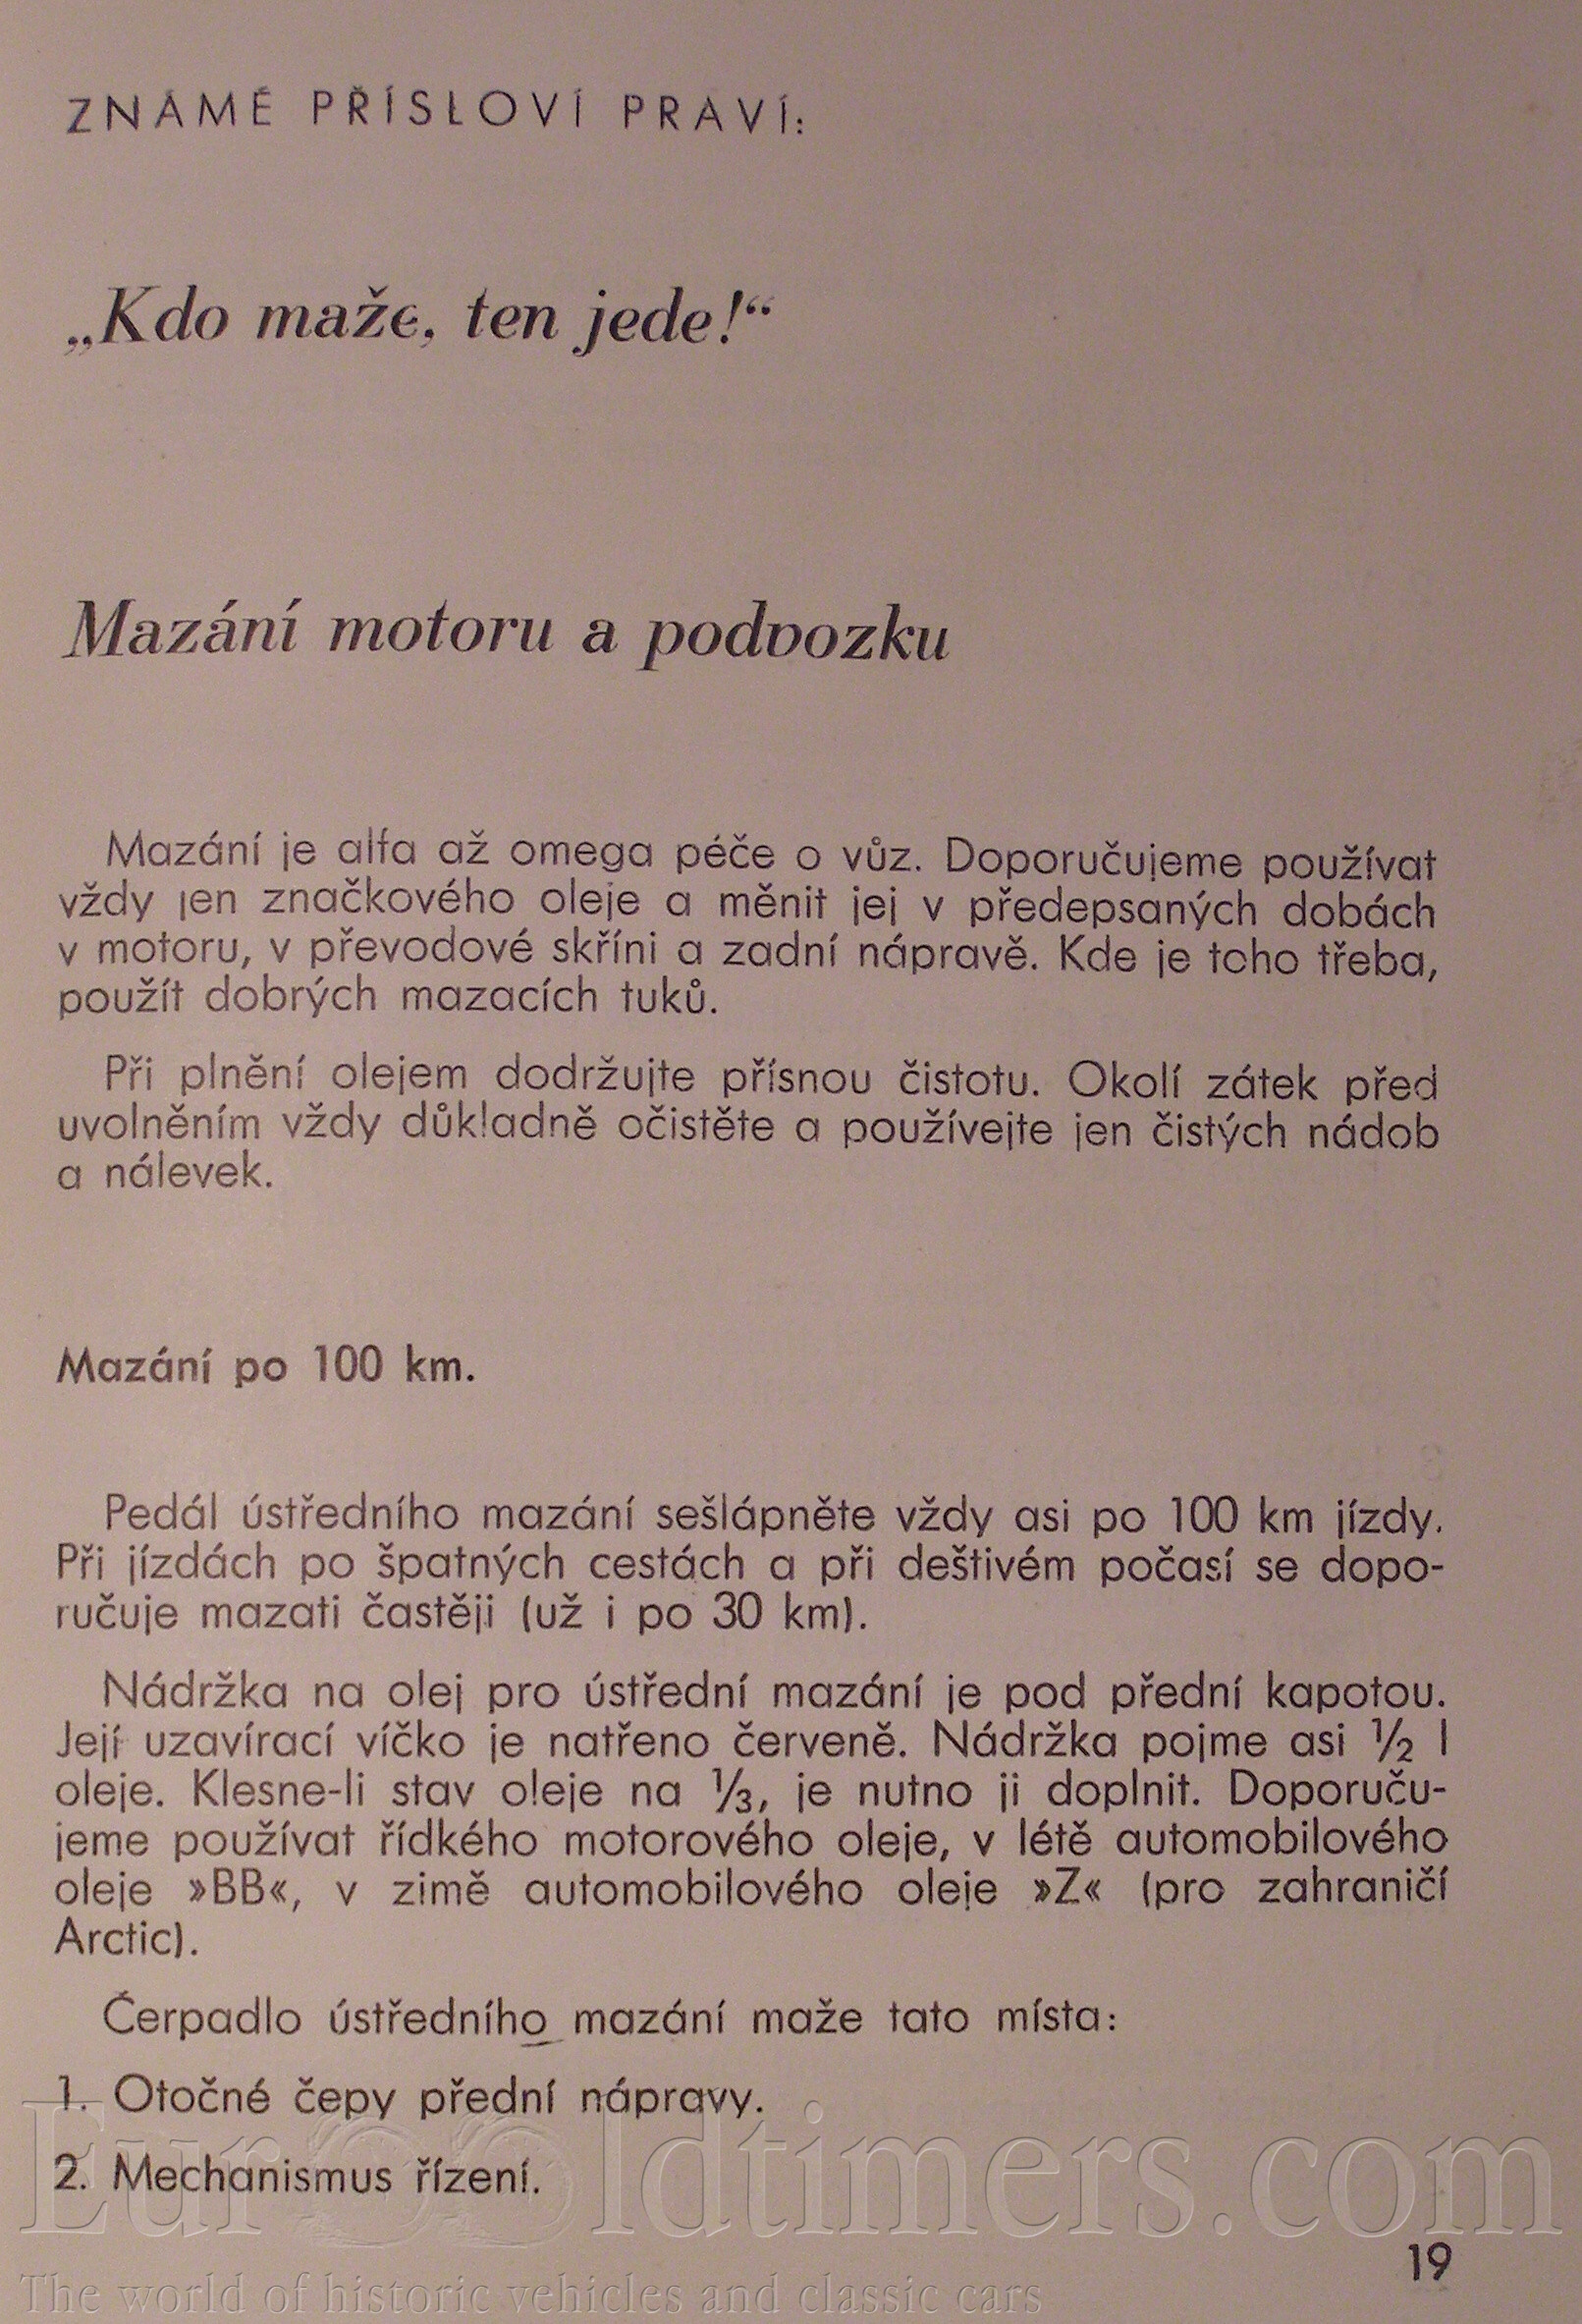 ZNÁMÉ PŘÍSLOVÍ PRAVÍ:
„Kdo maže, ten jede!“
Mazání motoru a podvozku
Mazání je alfa až omega péče o vůz. Doporučujeme používat
vždy jen značkového oleje a měnit jej v předepsaných dobách
v motoru, v převodové skříni a zadní nápravě. Kde je toho třeba,
použít dobrých mazacích tuků.
Při plnění olejem dodržujte přísnou čistotu. Okolí zátek před
uvolněním vždy důkladně očistěte a používejte jen čistých nádob
a nálevek.
Mazání po 100 km.
Pedál ústředního mazání sešlápněte vždy asi po 100 km jízdy.
Při jízdách po špatných cestách a při deštivém počasí se dopo-
ručuje mazati častěji (už i po 30 km).
Nádržka na olej pro ústřední mazání je pod přední kapotou.
Její uzavírací víčko je natřeno červeně. Nádržka pojme asi ½ l
oleje. Klesne-li stav oleje na ⅓, je nutno ji doplnit. Doporuču-
jeme používat řídkého motorového oleje, v létě automobilového
oleje »BB«, v zimě automobilového oleje »Z« (pro zahraničí
Arctic).
Čerpadlo ústředního mazání maže tato místa:
1. Otočné čepy přední nápravy.
2. Mechanismus řízení.
EurOOldtimers.com
19
The world of historic vehicles and classic cars